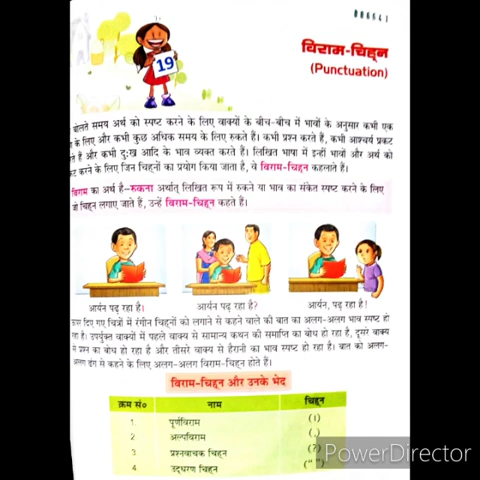 006641
19
विराम-चिह्न
(Punctuation)
बोलते समय अर्थ को स्पष्ट करने के लिए वाक्यों के बीच-बीच में भावों के अनुसार कभी एक
के लिए और कभी कुछ अधिक समय के लिए रुकते हैं। कभी प्रश्न करते हैं, कभी आश्चर्य प्रकट
हैं और कभी दुःख आदि के भाव व्यक्त करते हैं। लिखित भाषा में इन्हीं भावों और अर्थ को
करने के लिए जिन चिह्नों का प्रयोग किया जाता है, वे विराम-चिह्न कहलाते हैं।
विराम का अर्थ है–रुकना अर्थात् लिखित रूप में रुकने या भाव का संकेत स्पष्ट करने के लिए
जो चिह्न लगाए जाते हैं, उन्हें विराम-चिह्न कहते हैं।
आर्यन पढ़ रहा है।
आर्यन पढ़ रहा है?
आर्यन, पढ़ रहा है!
दिए गए चित्रों में रंगीन चिह्नों को लगाने से कहने वाले की बात का अलग-अलग भाव स्पष्ट हो
रहा है। उपर्युक्त वाक्यों में पहले वाक्य से सामान्य कथन की समाप्ति का बोध हो रहा है, दूसरे वाक्य
से प्रश्न का बोध हो रहा है और तीसरे वाक्य से हैरानी का भाव स्पष्ट हो रहा है। बात को अलग-
अलग ढंग से कहने के लिए अलग-अलग विराम-चिह्न होते हैं।
विराम-चिह्न और उनके भेद
क्रम सं० नाम चिह्न
1. पूर्णविराम (।)
2. अल्पविराम (,)
3. प्रश्नवाचक चिह्न (?)
4. उद्धरण चिह्न (“ ”)
PowerDirector